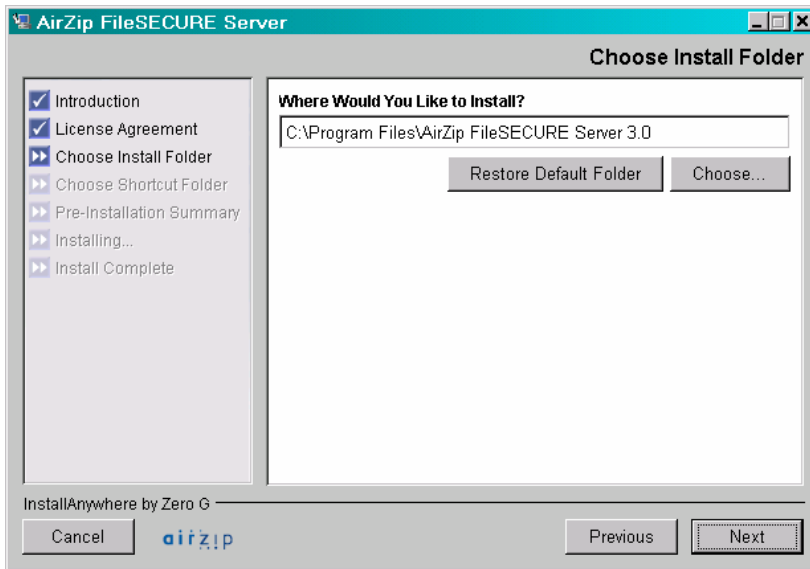 AirZip FileSECURE Server
Choose Install Folder
Introduction
License Agreement
Choose Install Folder
Choose Shortcut Folder
Pre-Installation Summary
Installing...
Install Complete
Where Would You Like to Install?
C:\Program Files\AirZip FileSECURE Server 3.0
Restore Default Folder
Choose...
InstallAnywhere by Zero G
Cancel
airzip
Previous
Next